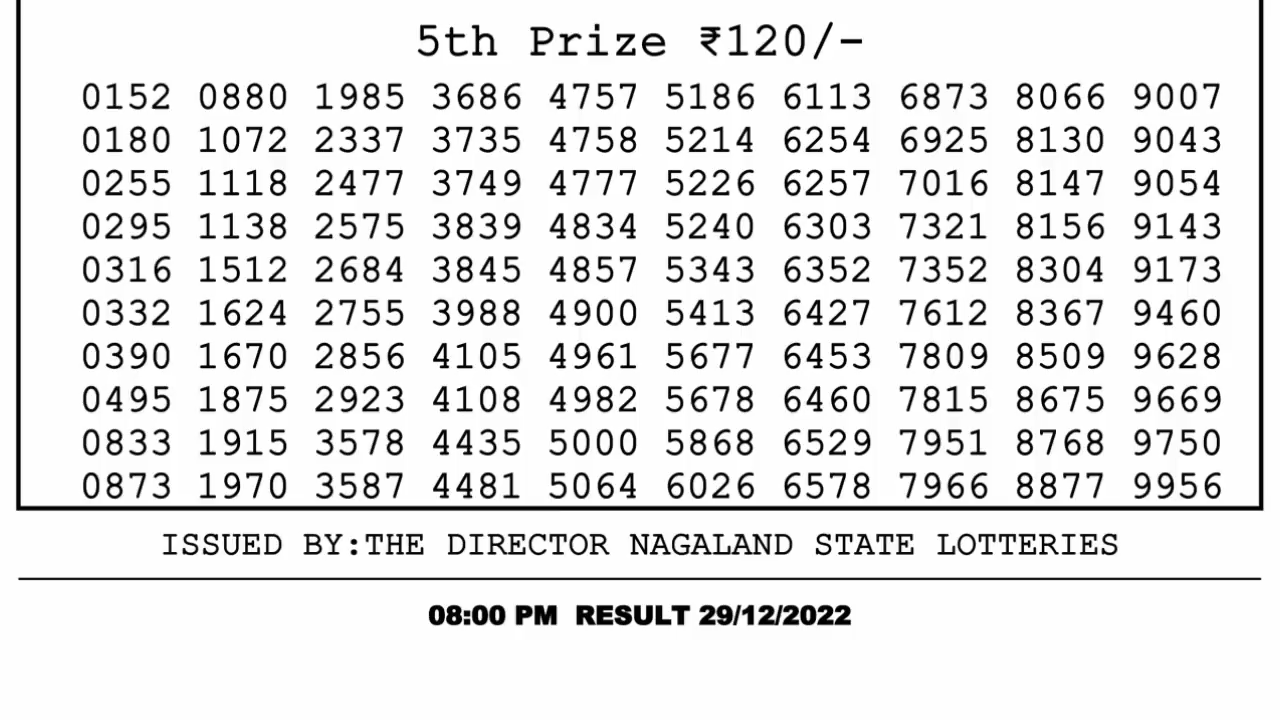 5th Prize ₹120/-
0152 0880 1985 3686 4757 5186 6113 6873 8066 9007
0180 1072 2337 3735 4758 5214 6254 6925 8130 9043
0255 1118 2477 3749 4777 5226 6257 7016 8147 9054
0295 1138 2575 3839 4834 5240 6303 7321 8156 9143
0316 1512 2684 3845 4857 5343 6352 7352 8304 9173
0332 1624 2755 3988 4900 5413 6427 7612 8367 9460
0390 1670 2856 4105 4961 5677 6453 7809 8509 9628
0495 1875 2923 4108 4982 5678 6460 7815 8675 9669
0833 1915 3578 4435 5000 5868 6529 7951 8768 9750
0873 1970 3587 4481 5064 6026 6578 7966 8877 9956
ISSUED BY:THE DIRECTOR NAGALAND STATE LOTTERIES
08:00 PM RESULT 29/12/2022